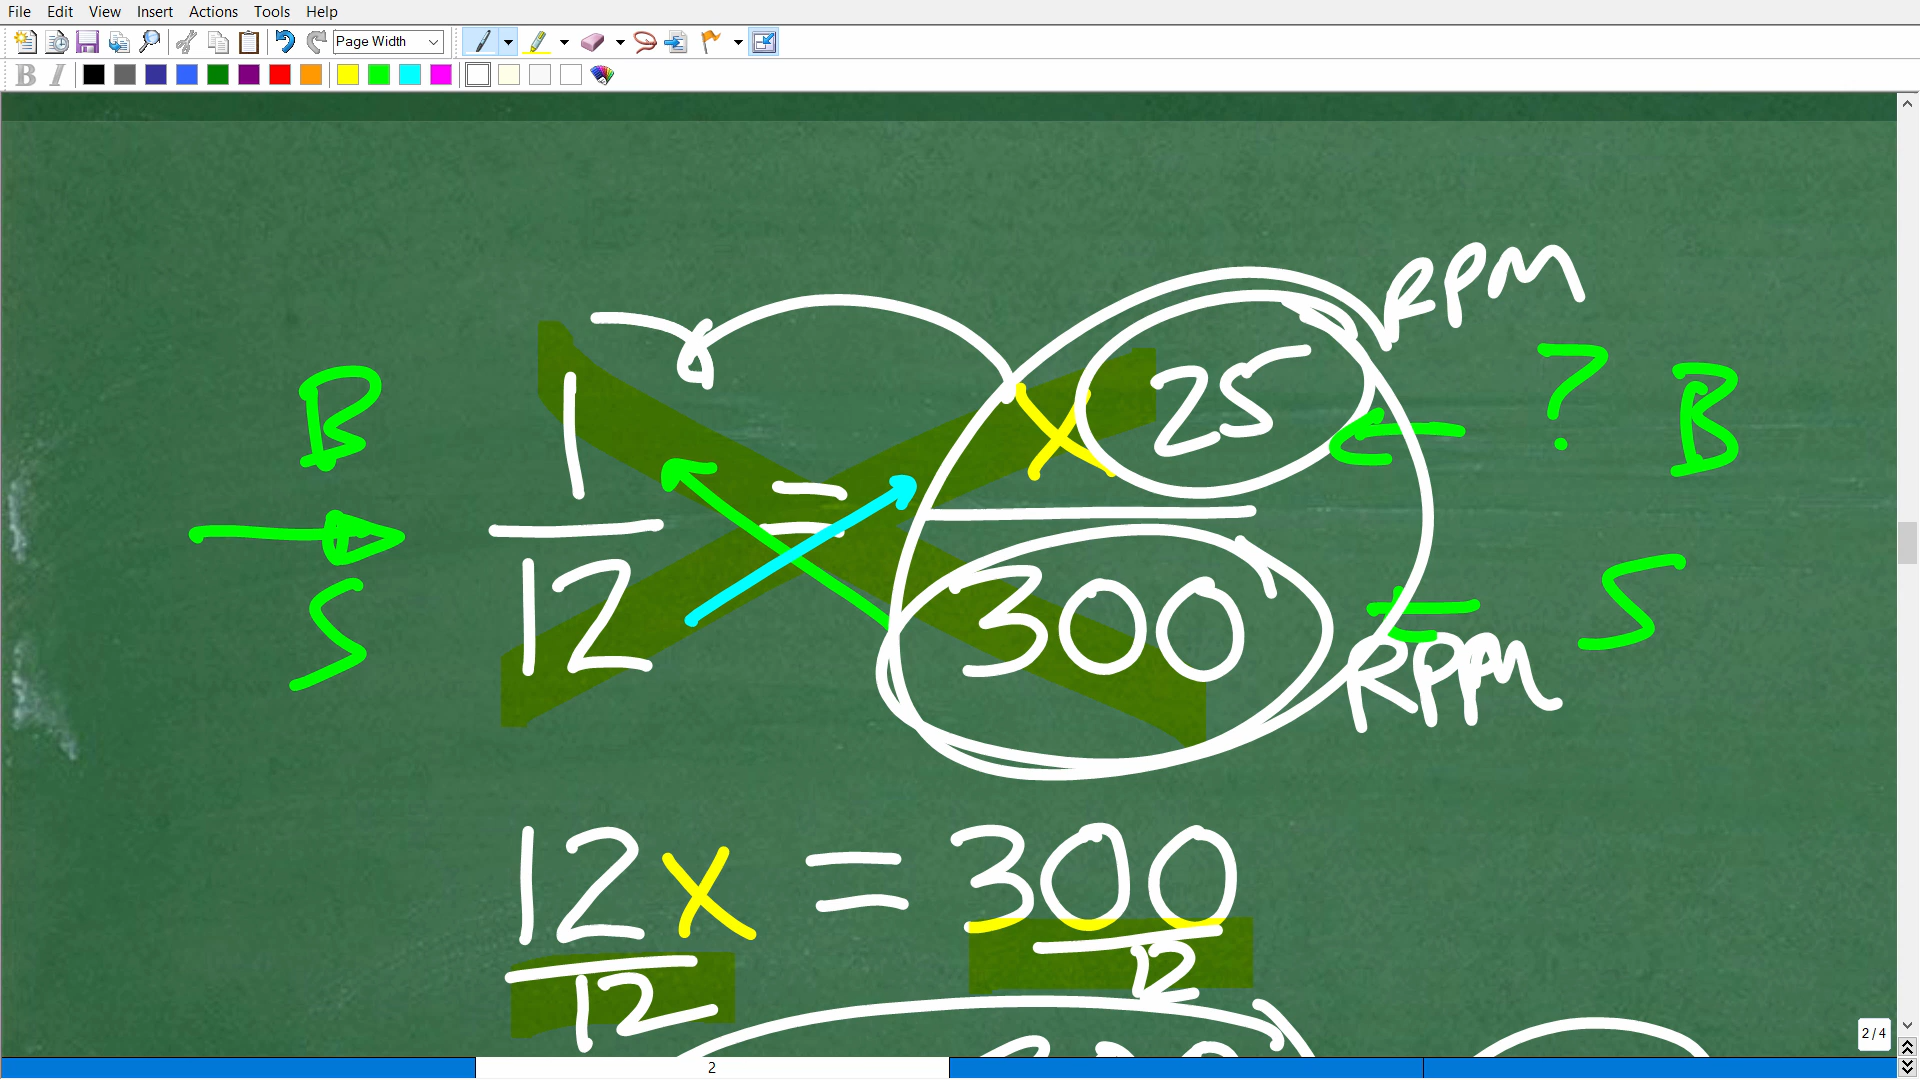 File Edit View Insert Actions Tools Help
Page Width
B I
RPM
B 1 = x 25 ? B
S 12 300 S
RPM
12x = 300
12 12
2 / 4
2